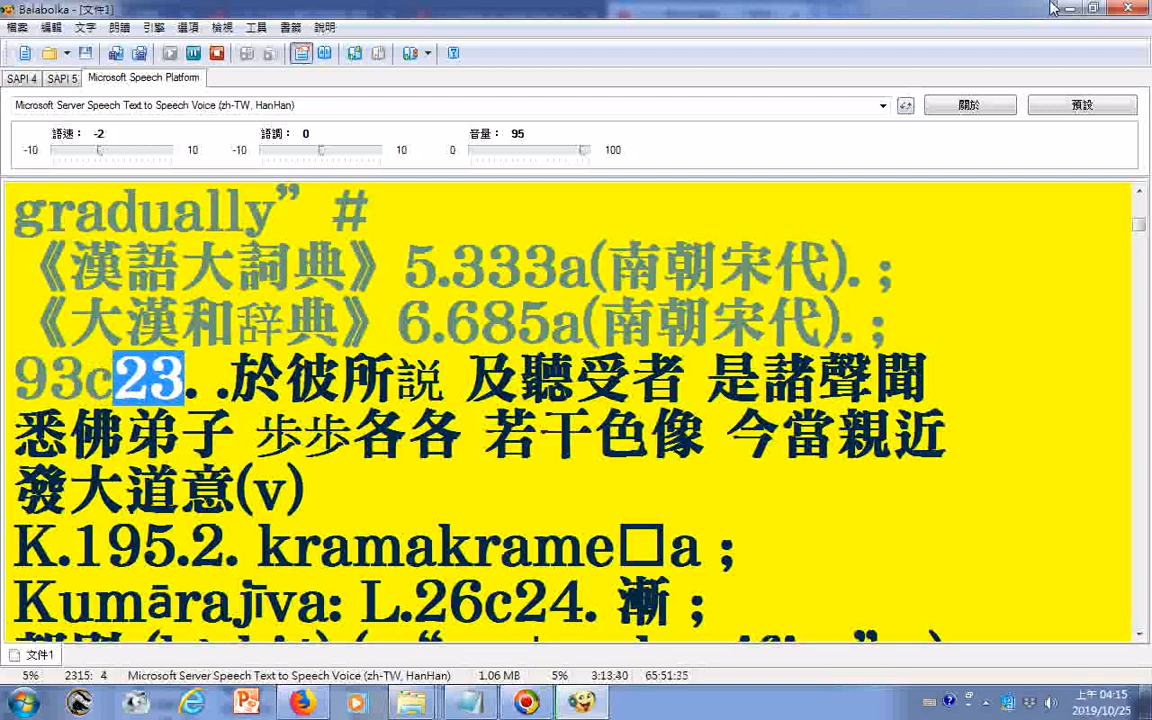 Balabolka - [文件1]
檔案 編輯 文字 朗讀 引擎 選項 檢視 工具 書籤 說明
SAPI 4 SAPI 5 Microsoft Speech Platform
Microsoft Server Speech Text to Speech Voice (zh-TW, HanHan) 關於 預設
語速： -2 語調： 0 音量： 95
-10 10 -10 10 0 100
gradually” #
《漢語大詞典》 5.333a(南朝宋代). ;
《大漢和辞典》 6.685a(南朝宋代). ;
93c23. .於彼所説 及聽受者 是諸聲聞
悉佛弟子 歩歩各各 若干色像 今當親近
發大道意(v)
K.195.2. kramakrame□a ;
Kumārajīva: L.26c24. 漸 ;
文件1
5% 2315: 4 Microsoft Server Speech Text to Speech Voice (zh-TW, HanHan) 1.06 MB 5% 3:13:40 65:51:35
上午 04:15
2019/10/25